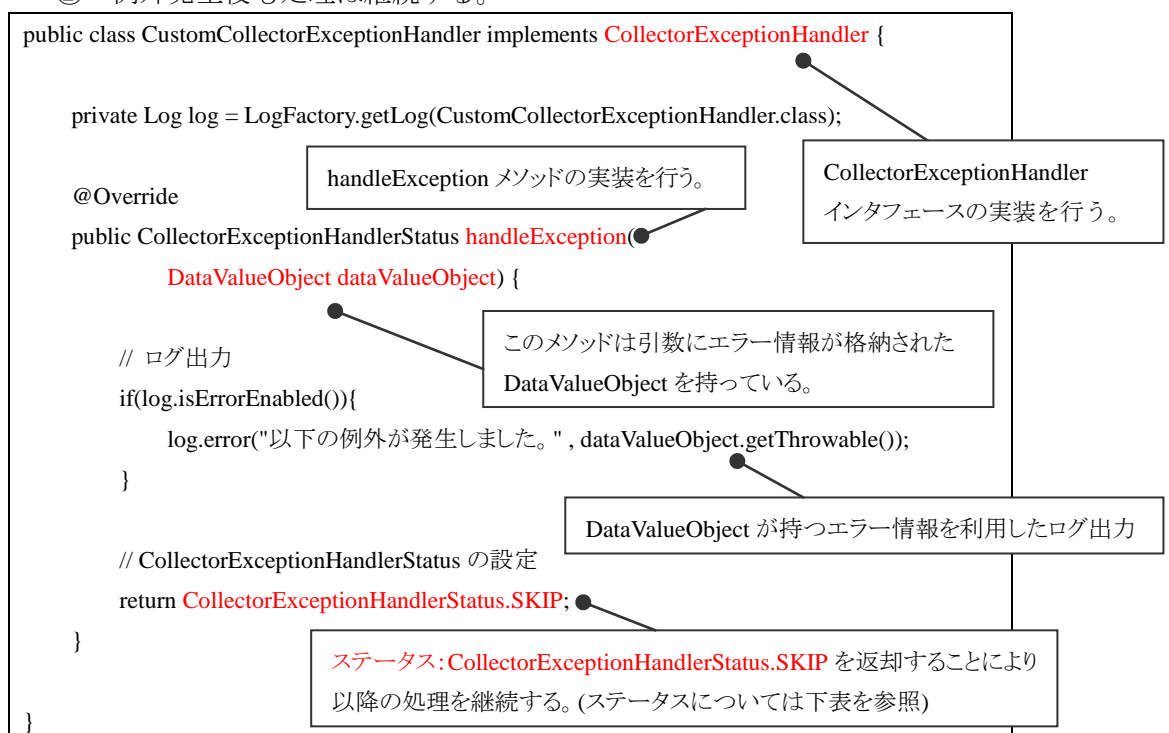 public class CustomCollectorExceptionHandler implements CollectorExceptionHandler {
private Log log = LogFactory.getLog(CustomCollectorExceptionHandler.class);
handleException メソッドの実装を行う。
CollectorExceptionHandler
インタフェースの実装を行う。
@Override
public CollectorExceptionHandlerStatus handleException(
DataValueObject dataValueObject) {
このメソッドは引数にエラー情報が格納された
DataValueObject を持っている。
// ログ出力
if(log.isErrorEnabled()){
log.error("以下の例外が発生しました。" , dataValueObject.getThrowable());
}
DataValueObject が持つエラー情報を利用したログ出力
// CollectorExceptionHandlerStatus の設定
return CollectorExceptionHandlerStatus.SKIP;
}
ステータス：CollectorExceptionHandlerStatus.SKIP を返却することにより
以降の処理を継続する。(ステータスについては下表を参照)
}